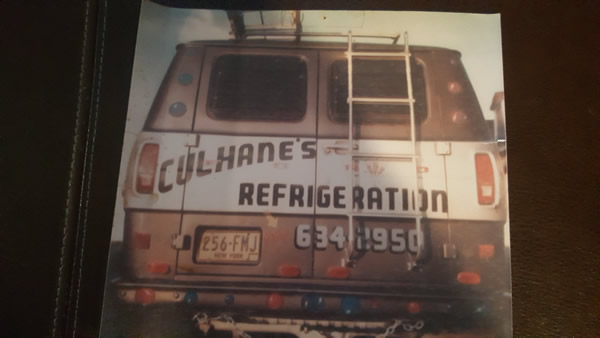 CULHANE'S
REFRIGERATION
634-2950
256-FMJ
NEW YORK